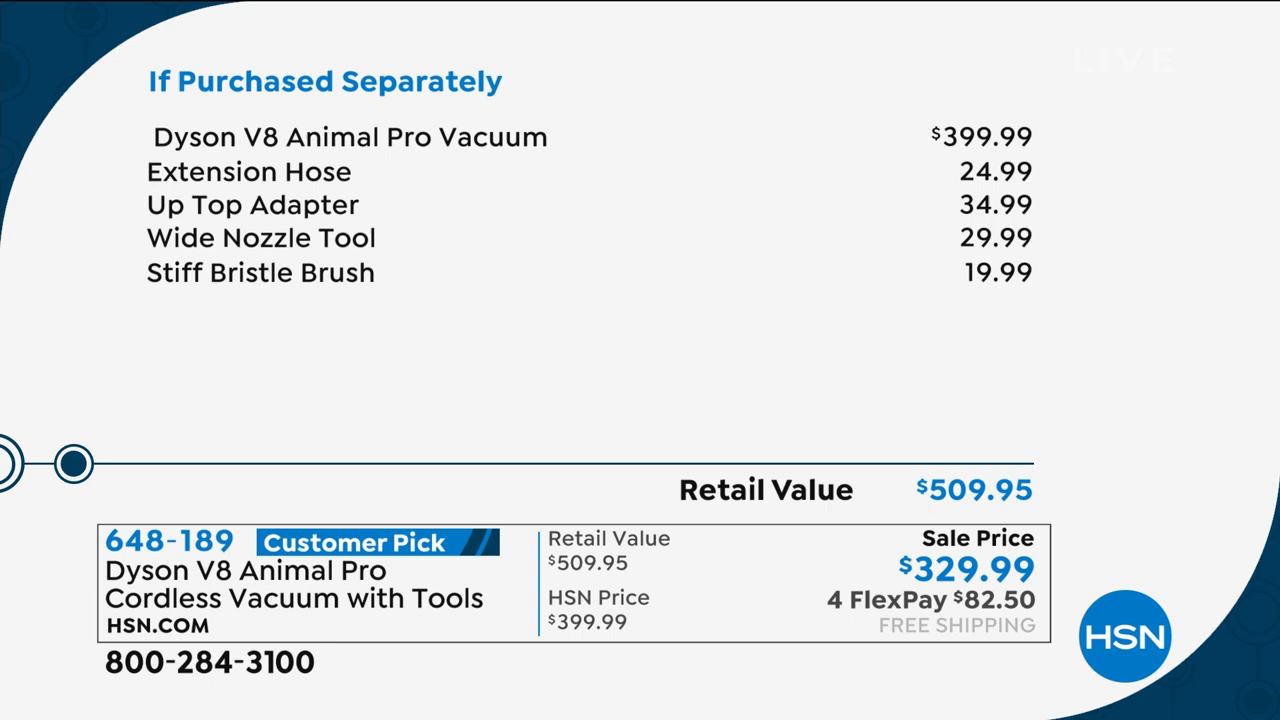 LIVE
If Purchased Separately
Dyson V8 Animal Pro Vacuum $399.99
Extension Hose 24.99
Up Top Adapter 34.99
Wide Nozzle Tool 29.99
Stiff Bristle Brush 19.99
Retail Value $509.95
648-189 Customer Pick
Dyson V8 Animal Pro
Cordless Vacuum with Tools
HSN.COM
Retail Value
$509.95
HSN Price
$399.99
Sale Price
$329.99
4 FlexPay $82.50
FREE SHIPPING
HSN
800-284-3100